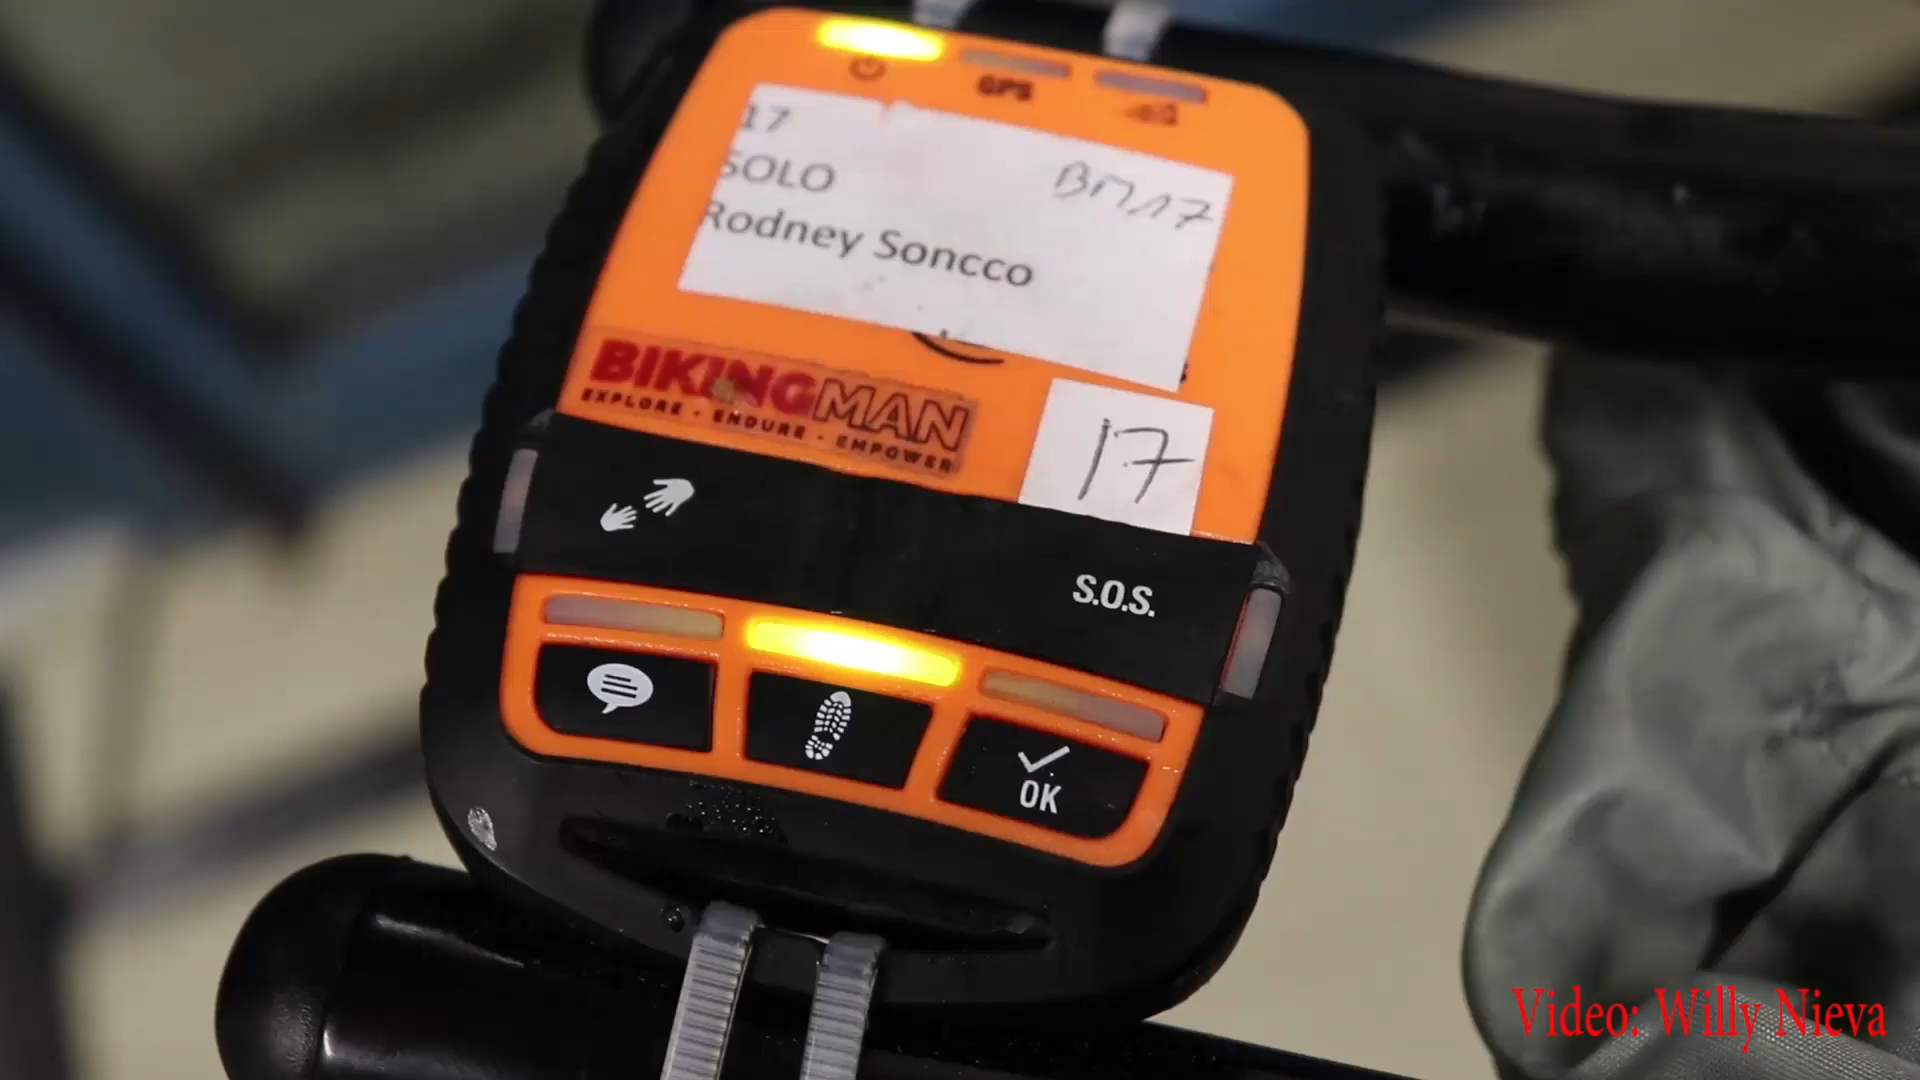 GPS
17
SOLO
BM17
Rodney Soncco
BIKINGMAN
EXPLORE - ENDURE - EMPOWER
17
S.O.S.
OK
Video: Willy Nieva